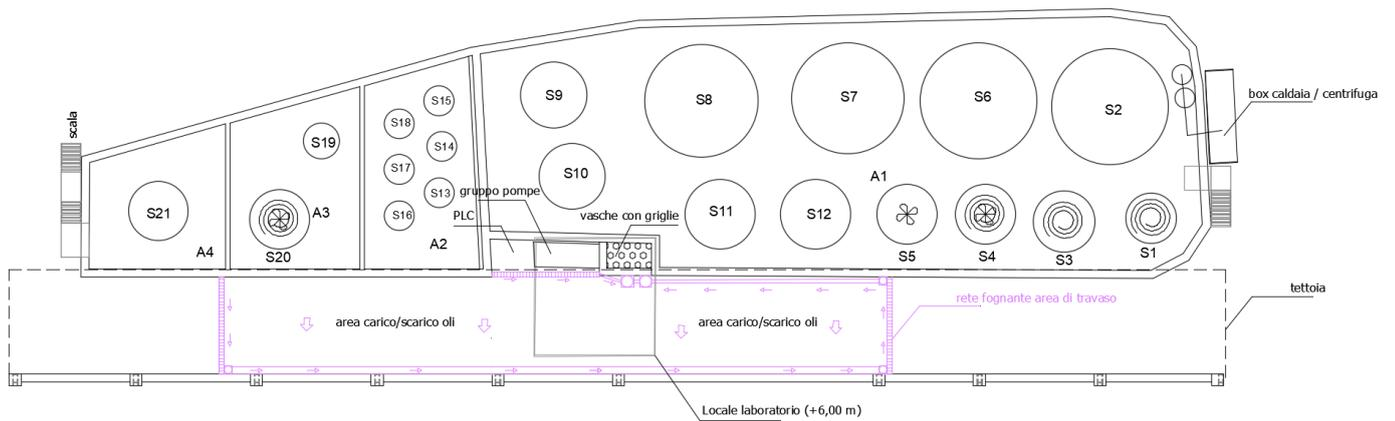 scala
S9
S8
S7
S6
S2
box caldaia / centrifuga
S15
S18
S14
S19
S17
S13
S16
S10
gruppo pompe
PLC
vasche con griglie
A1
S21
A3
S20
A4
A2
S11
S12
S5
S4
S3
S1
rete fognante area di travaso
tettoia
area carico/scarico oli
area carico/scarico oli
Locale laboratorio (+6,00 m)